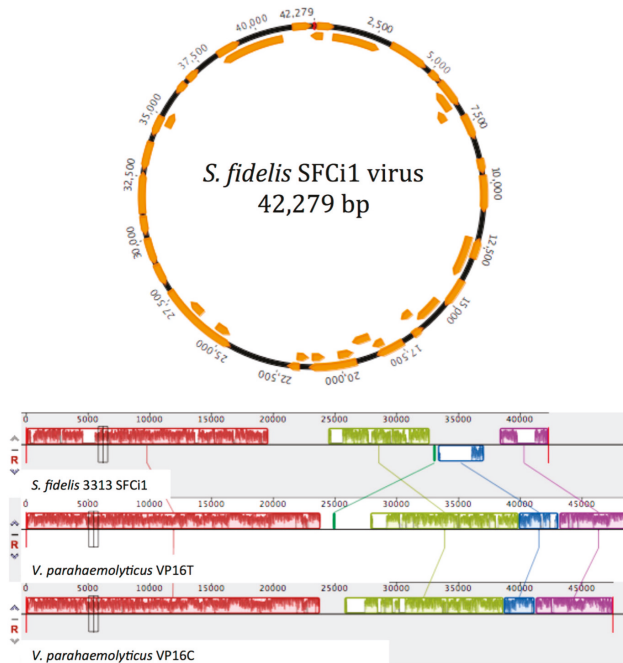 42,279
2,500
5,000
7,500
10,000
12,500
15,000
17,500
20,000
22,500
25,000
27,500
30,000
32,500
35,000
37,500
40,000
S. fidelis SFCi1 virus
42,279 bp
0 5000 10000 15000 20000 25000 30000 35000 40000
R
S. fidelis 3313 SFCi1
0 5000 10000 15000 20000 25000 30000 35000 40000 45000
R
V. parahaemolyticus VP16T
0 5000 10000 15000 20000 25000 30000 35000 40000 45000
R
V. parahaemolyticus VP16C